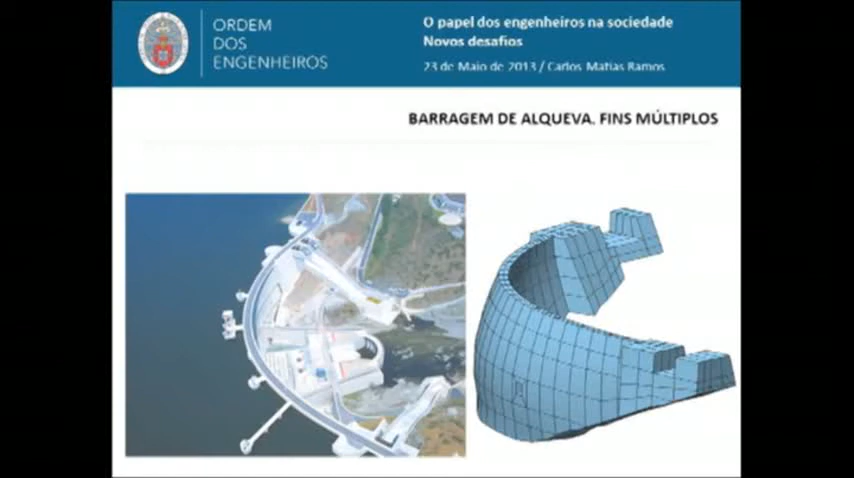 ORDEM
DOS
ENGENHEIROS
O papel dos engenheiros na sociedade
Novos desafios
23 de Maio de 2013 / Carlos Matias Ramos
BARRAGEM DE ALQUEVA. FINS MÚLTIPLOS